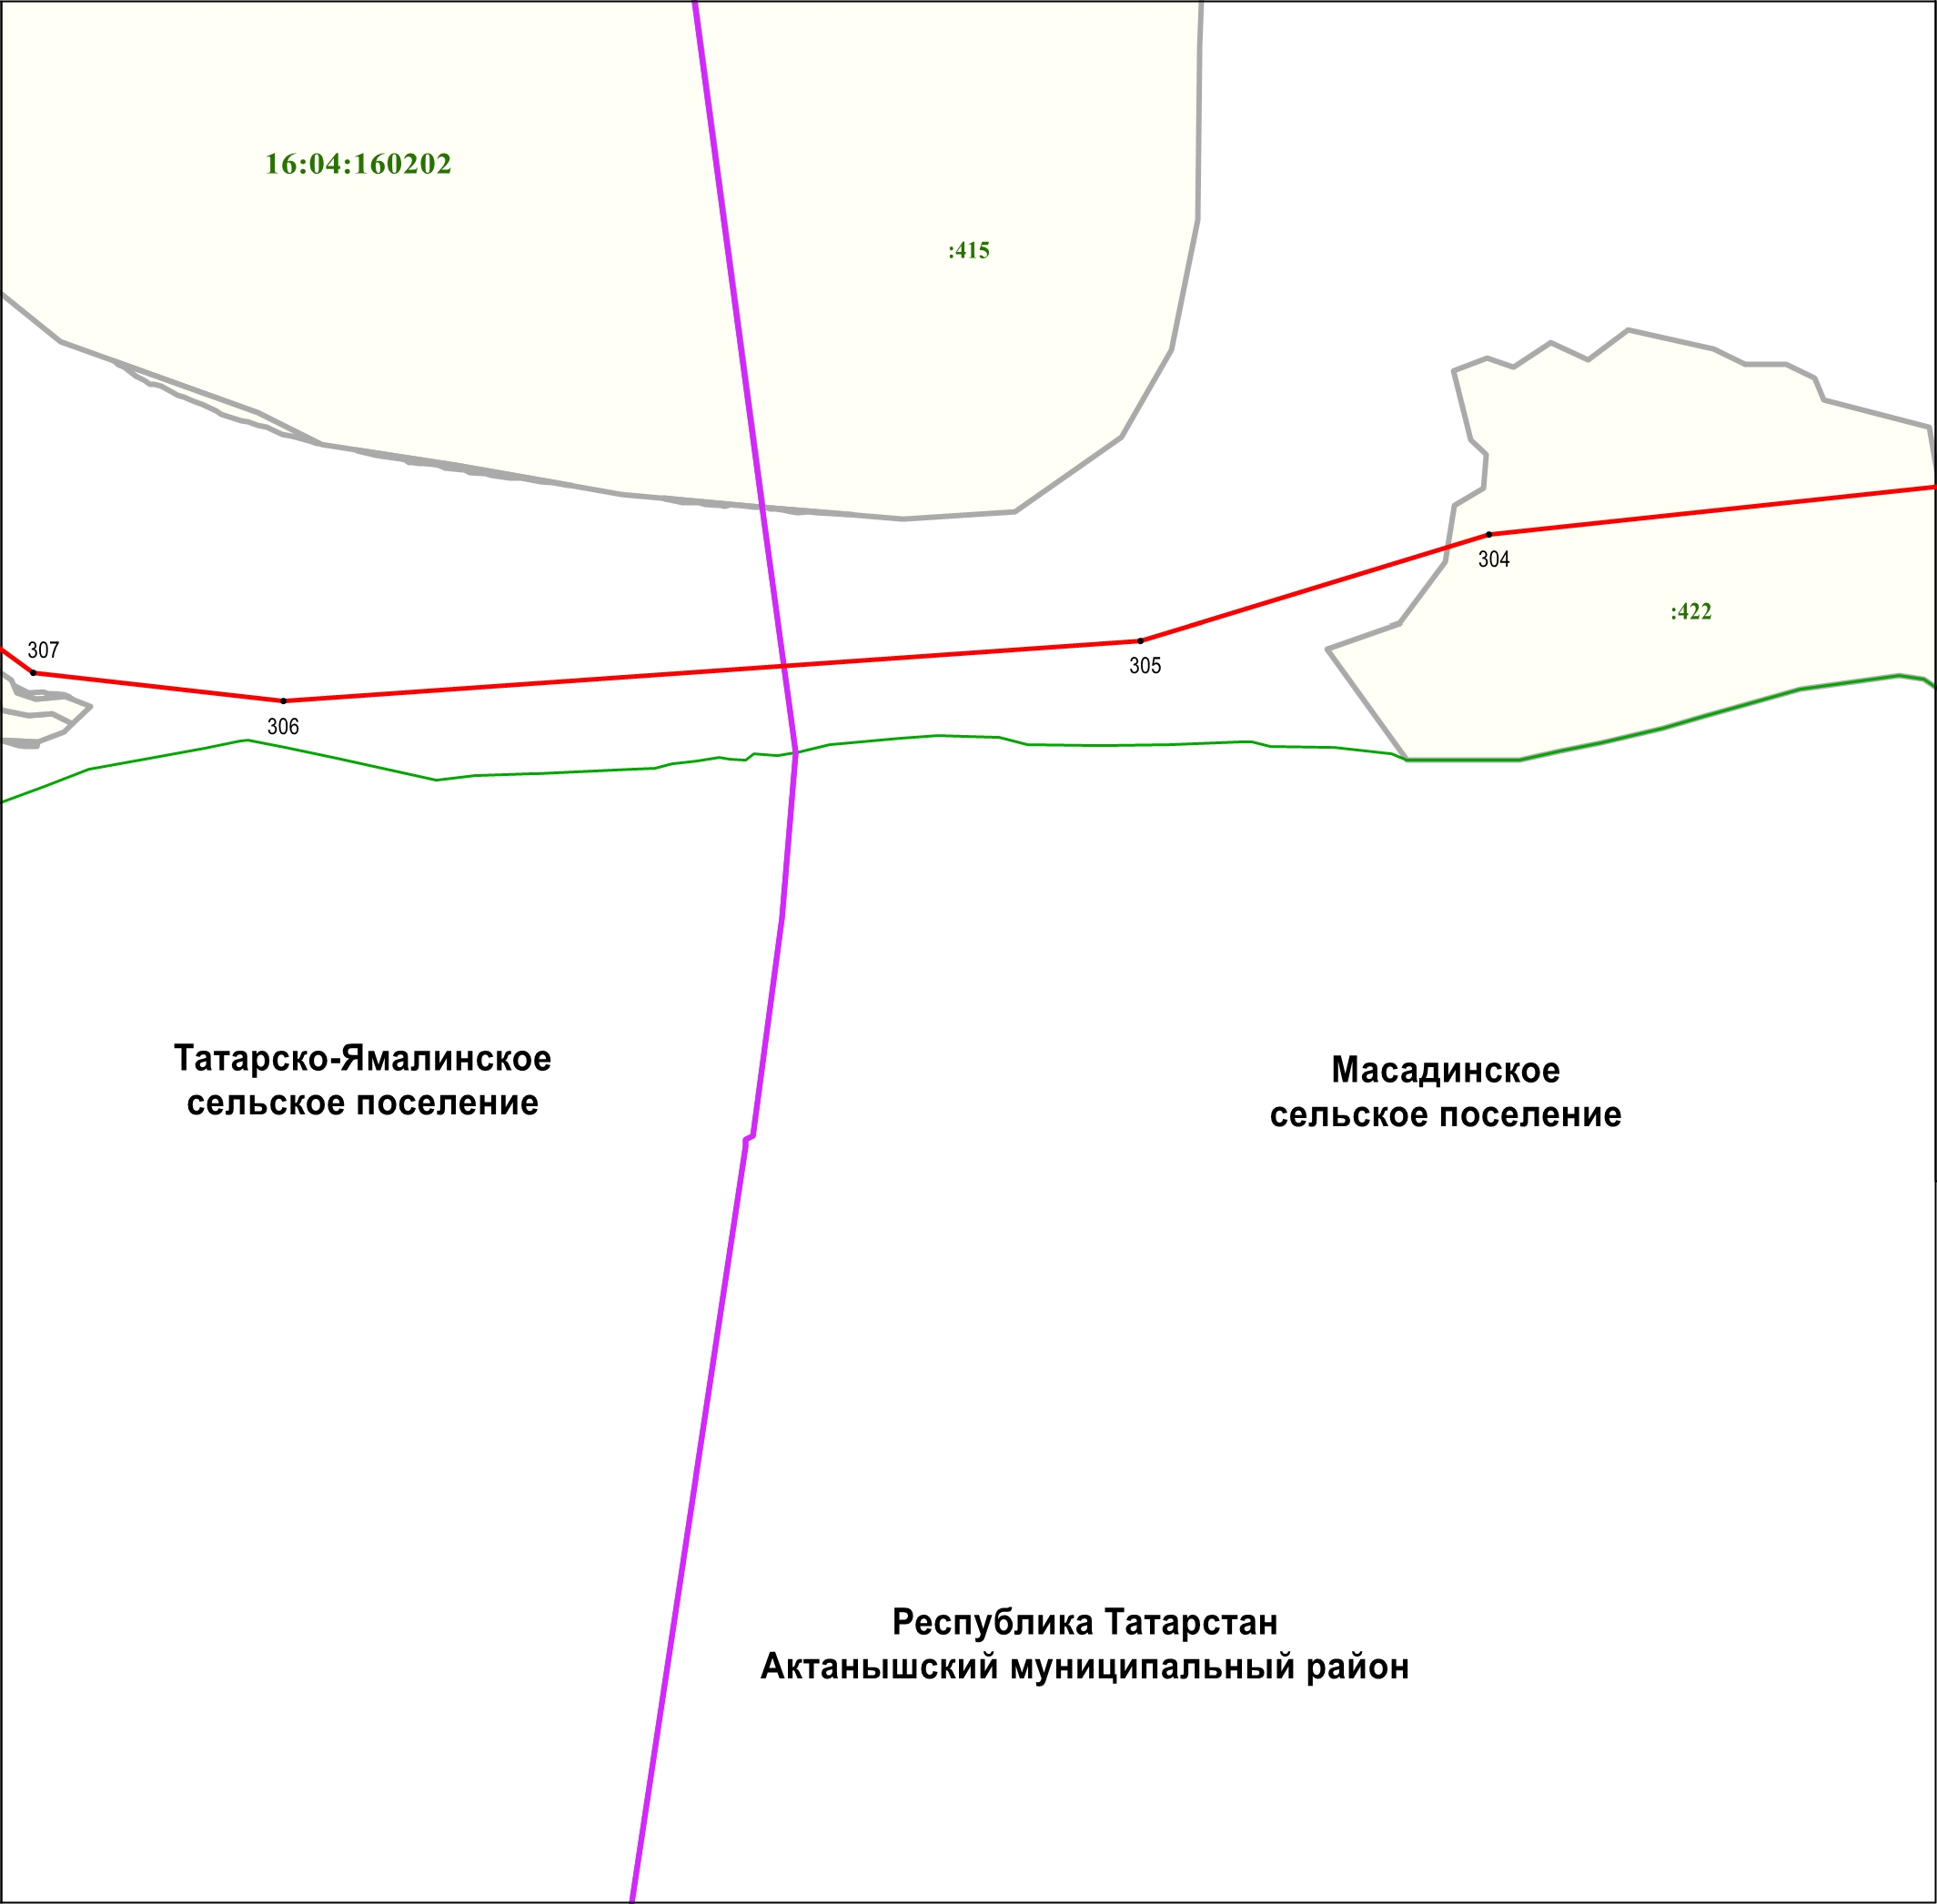 16:04:160202
:415
304
:422
307
305
306
Татарско-Ямалинское
сельское поселение
Масадинское
сельское поселение
Республика Татарстан
Актанышский муниципальный район